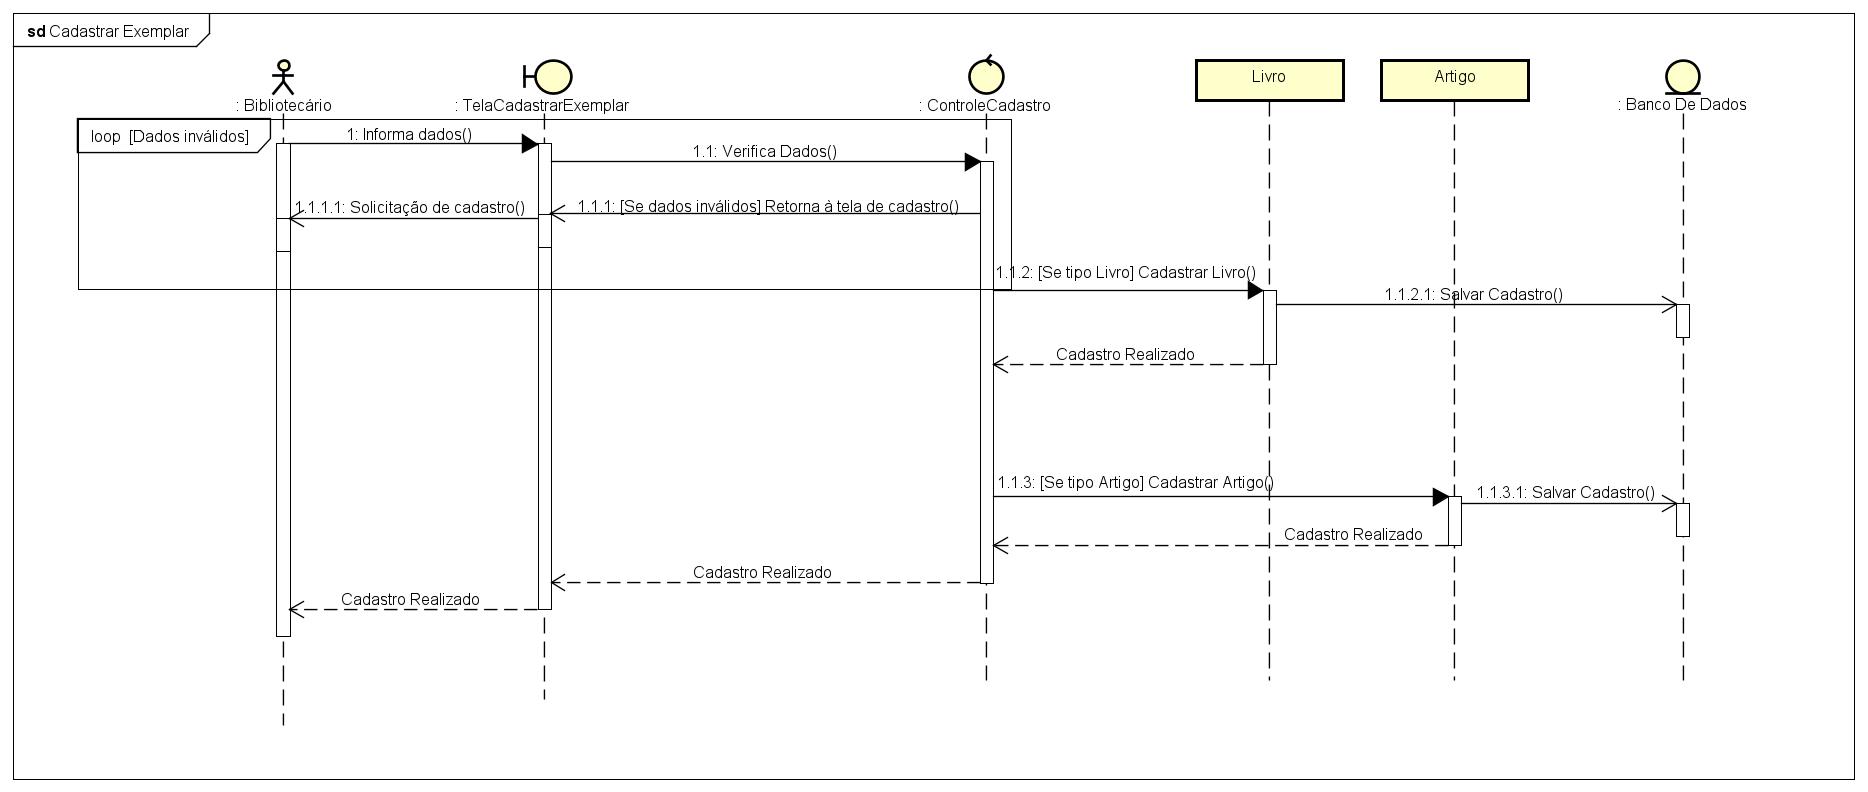 sd Cadastrar Exemplar
: Bibliotecário
: TelaCadastrarExemplar
: ControleCadastro
Livro
Artigo
: Banco De Dados
loop [Dados inválidos]
1: Informa dados()
1.1: Verifica Dados()
1.1.1.1: Solicitação de cadastro()
1.1.1: [Se dados inválidos] Retorna à tela de cadastro()
1.1.2: [Se tipo Livro] Cadastrar Livro()
1.1.2.1: Salvar Cadastro()
Cadastro Realizado
1.1.3: [Se tipo Artigo] Cadastrar Artigo()
1.1.3.1: Salvar Cadastro()
Cadastro Realizado
Cadastro Realizado
Cadastro Realizado